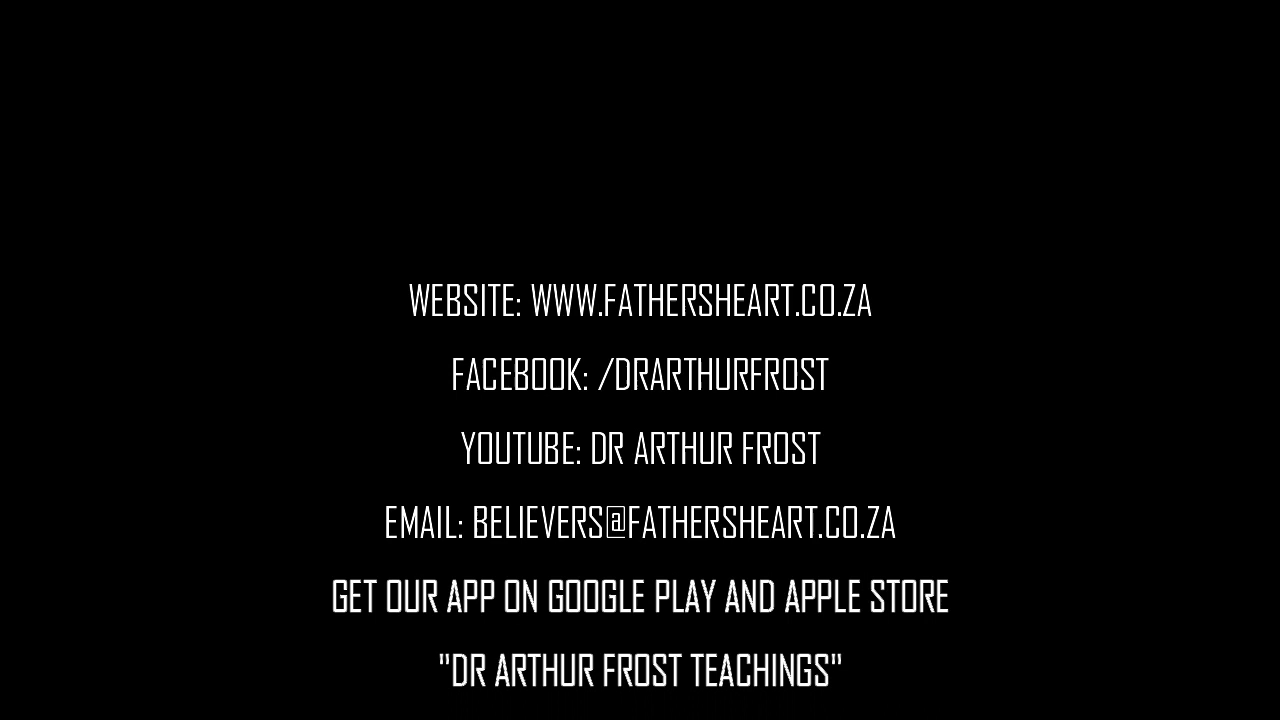 WEBSITE: WWW.FATHERSHEART.CO.ZA
FACEBOOK: /DRARTHURFROST
YOUTUBE: DR ARTHUR FROST
EMAIL: BELIEVERS@FATHERSHEART.CO.ZA
GET OUR APP ON GOOGLE PLAY AND APPLE STORE
"DR ARTHUR FROST TEACHINGS"